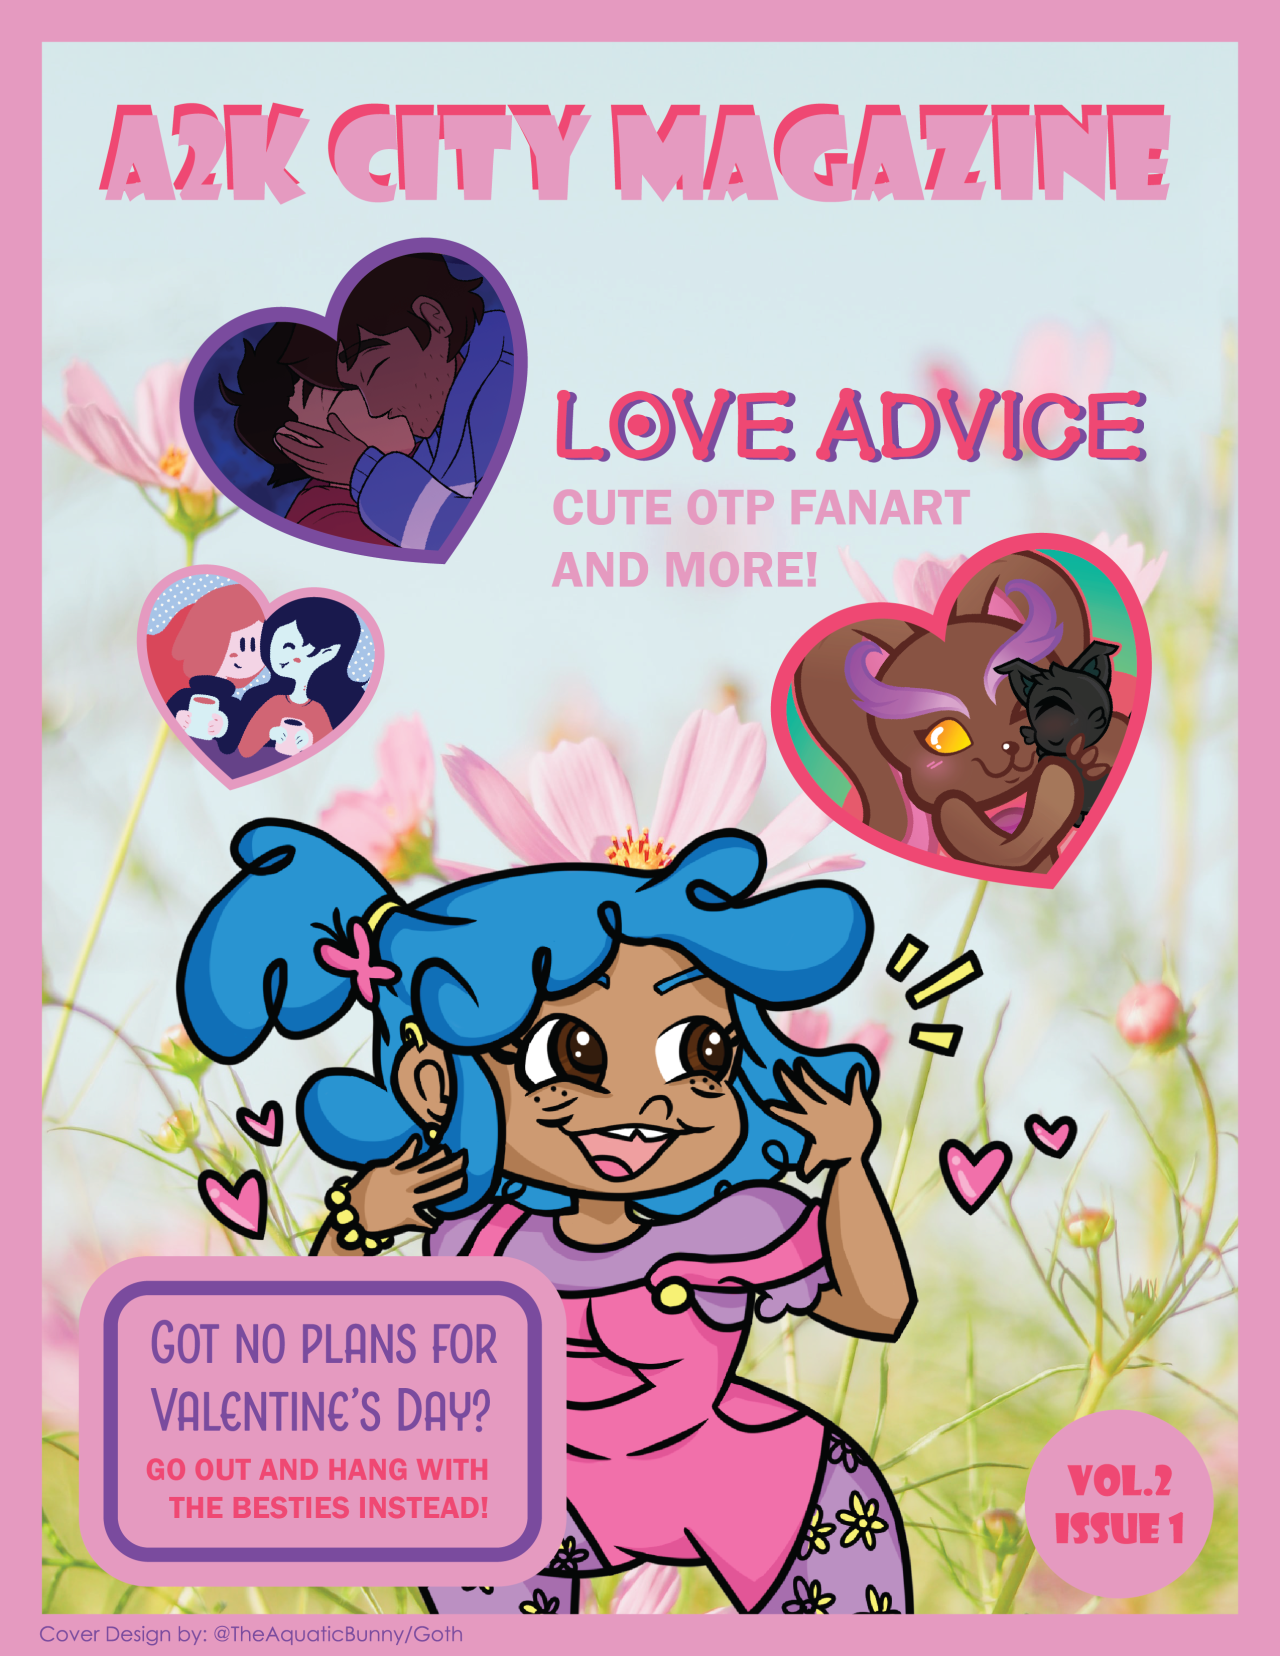 A2K CITY MAGAZINE
LOVE ADVICE
CUTE OTP FANART
AND MORE!
GOT NO PLANS FOR
VALENTINE'S DAY?
GO OUT AND HANG WITH
THE BESTIES INSTEAD!
VOL.2
ISSUE 1
Cover Design by: @TheAquaticBunny/Goth